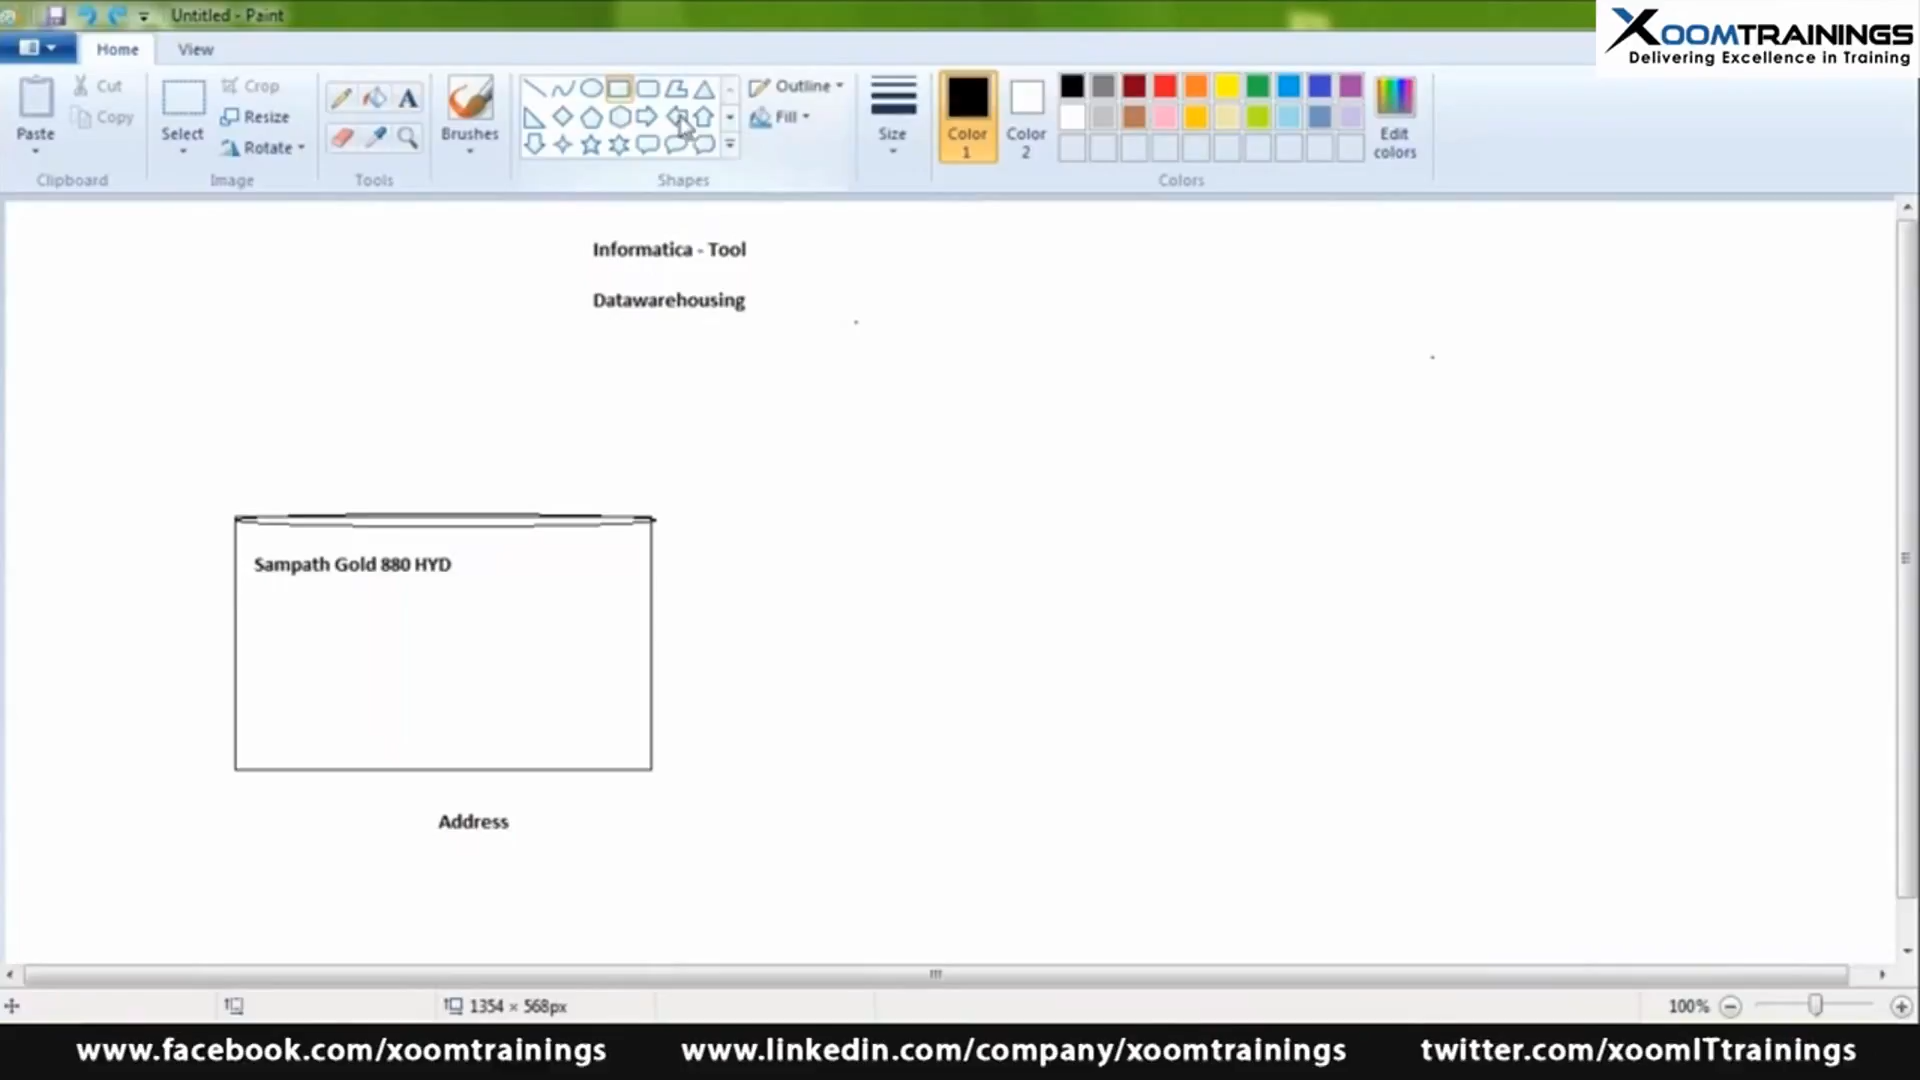 Untitled - Paint
XOOMTRAININGS
Delivering Excellence in Training
Home
View
Paste
Cut
Copy
Clipboard
Select
Crop
Resize
Rotate
Image
A
Tools
Brushes
Outline
Fill
Shapes
Size
Color 1
Color 2
Edit colors
Colors
Informatica - Tool
Datawarehousing
Sampath Gold 880 HYD
Address
1354 × 568px
100%
www.facebook.com/xoomtrainings
www.linkedin.com/company/xoomtrainings
twitter.com/xoomITtrainings